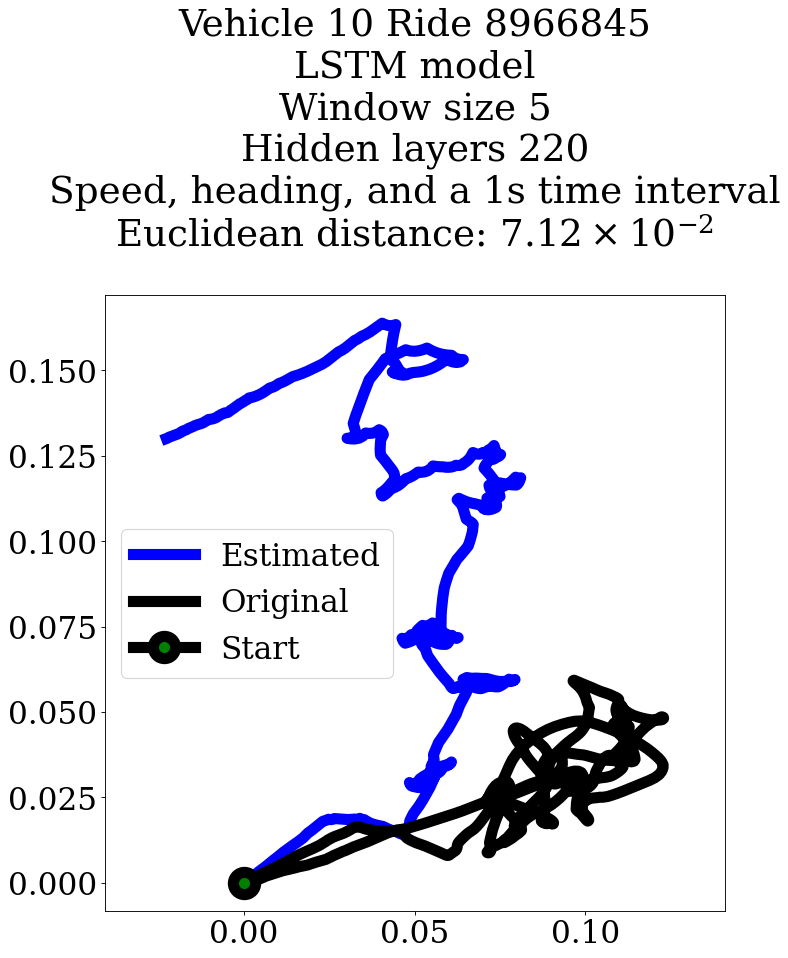 Vehicle 10 Ride 8966845
LSTM model
Window size 5
Hidden layers 220
Speed, heading, and a 1s time interval
Euclidean distance: 7.12 × 10⁻²
0.150
0.125
0.100
0.075
0.050
0.025
0.000
Estimated
Original
Start
0.00 0.05 0.10